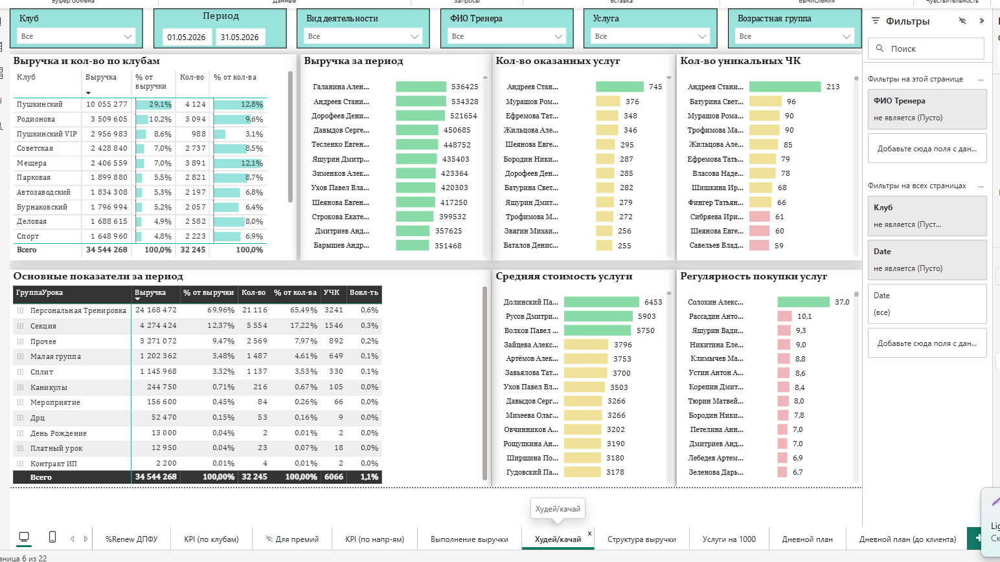 Буфер обмена
Данные
Запросы
Вставка
Вычисления
Чувствительность
Клуб
Все
Период
01.05.2026
31.05.2026
Вид деятельности
Все
ФИО Тренера
Все
Услуга
Все
Возрастная группа
Все
Выручка и кол-во по клубам
Клуб Выручка % от выручки Кол-во % от кол-ва
Пушкинский 10 055 277 29,1% 4 124 12,8%
Родионова 3 509 605 10,2% 3 094 9,6%
Пушкинский VIP 2 956 983 8,6% 988 3,1%
Советская 2 428 840 7,0% 2 737 8,5%
Мещера 2 406 559 7,0% 3 891 12,1%
Парковая 1 899 880 5,5% 2 821 8,7%
Автозаводский 1 834 308 5,3% 2 197 6,8%
Бурнаковский 1 796 994 5,2% 2 057 6,4%
Деловая 1 688 615 4,9% 2 582 8,0%
Спорт 1 648 960 4,8% 2 223 6,9%
Всего 34 544 268 100,0% 32 245 100,0%
Выручка за период
Галанина Ален... 536425
Андреев Стани... 534328
Дорофеев Дени... 521654
Давыдов Серге... 450685
Тесленко Евген... 448752
Яшурин Дмитр... 435403
Зименков Алек... 423364
Ухов Павел Вла... 420303
Шеянова Евген... 417250
Строкова Екате... 399532
Дмитриев Анд... 357625
Барышев Андр... 351468
Кол-во оказанных услуг
Андреев Стан... 745
Мурашов Ром... 376
Ефремова Тат... 348
Жильцова Але... 346
Шеянова Евге... 295
Бородин Ники... 287
Дорофеев Ден... 285
Батурина Свет... 282
Яшурин Дмит... 279
Трофимова М... 272
Звягин Михаи... 256
Баталов Денис... 255
Кол-во уникальных ЧК
Андреев Стани... 213
Батурина Свет... 96
Мурашов Рома... 90
Трофимова Ма... 90
Жильцова Але... 85
Ефремова Тать... 79
Власова Наде... 78
Шишкина Ир... 68
Фингер Татьян... 66
Сибряева Ири... 61
Шеянова Евге... 60
Савельев Влад... 59
Основные показатели за период
ГруппаУрока Выручка % от выручки Кол-во % от кол-ва УЧК Вовл-ть
Персональная Тренировка 24 168 472 69,96% 21 116 65,49% 3241 0,6%
Секция 4 274 424 12,37% 5 554 17,22% 1546 0,3%
Прочее 3 271 072 9,47% 2 569 7,97% 892 0,2%
Малая группа 1 202 362 3,48% 1 487 4,61% 649 0,1%
Сплит 1 145 968 3,32% 1 137 3,53% 330 0,1%
Каникулы 244 750 0,71% 216 0,67% 105 0,0%
Мероприятие 156 600 0,45% 84 0,26% 66 0,0%
Дрц 52 470 0,15% 53 0,16% 9 0,0%
День Рождение 13 000 0,04% 2 0,01% 2 0,0%
Платный урок 12 950 0,04% 23 0,07% 18 0,0%
Контракт ИП 2 200 0,01% 4 0,01% 2 0,0%
Всего 34 544 268 100,00% 32 245 100,00% 6066 1,1%
Средняя стоимость услуги
Долинский Па... 6453
Русов Дмитри... 5903
Волков Павел ... 5750
Зайцева Алекс... 3796
Артёмов Алек... 3753
Завьялова Тат... 3700
Ухов Павел Вл... 3503
Давыдов Серг... 3266
Михеева Ольг... 3266
Овчинников А... 3202
Рощупкина Ан... 3190
Ширшина По... 3180
Гудовский Па... 3178
Регулярность покупки услуг
Солохин Алекс... 37,0
Рассадин Анто... 10,1
Яшурин Вади... 9,3
Никитина Еле... 9,0
Климычев Ма... 8,8
Устин Антон А... 8,6
Корепин Дмит... 8,4
Тюрин Матвей... 8,0
Бородин Ники... 7,8
Петелина Анн... 7,0
Дмитриев Анд... 7,0
Лебедев Артем... 6,9
Зеленова Дарь... 6,7
Фильтры
Поиск
Фильтры на этой странице ...
ФИО Тренера
не является (Пусто)
Добавьте сюда поля с дан...
Фильтры на всех страницах ...
Клуб
не является (Пуст...
Date
не является (Пусто)
Date
(все)
Добавьте сюда поля с дан...
Худей/качай
%Renew ДПФУ
KPI (по клубам)
Для премий
KPI (по напр-ям)
Выполнение выручки
Худей/качай x
Структура выручки
Услуги на 1000
Дневной план
Дневной план (до клиента)
+
Lig
Ск
аница 6 из 22